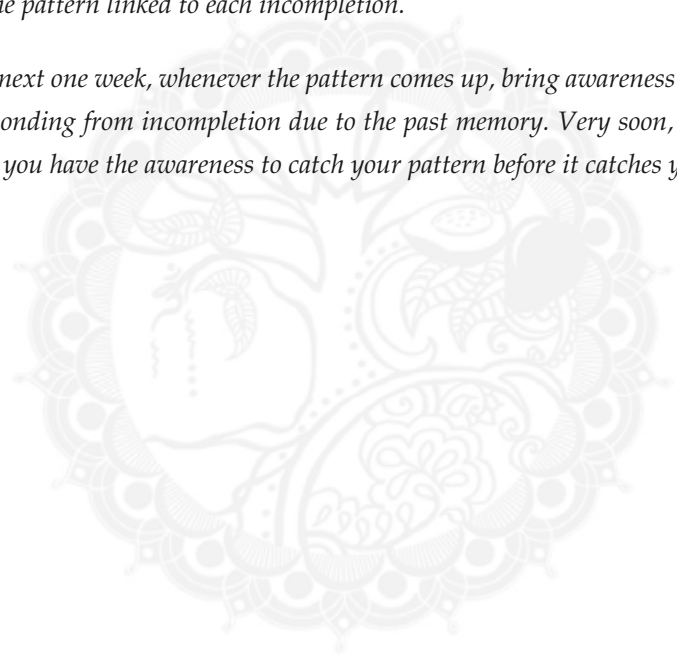 pattern linked to each incompletion.
next one week, whenever the pattern comes up, bring awareness
onding from incompletion due to the past memory. Very soon,
you have the awareness to catch your pattern before it catches